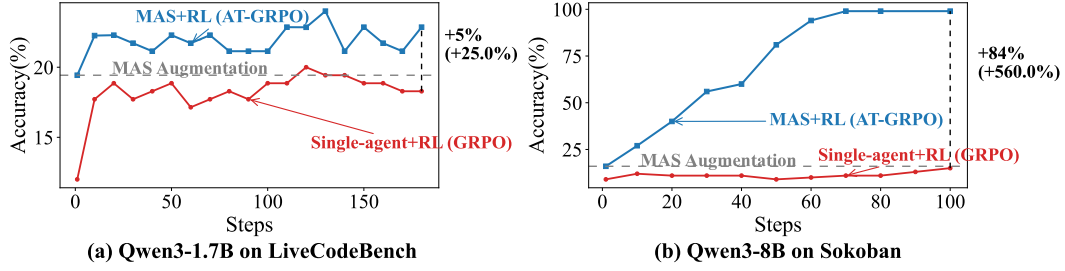 MAS+RL (AT-GRPO)
MAS Augmentation
Single-agent+RL (GRPO)
+5%
(+25.0%)
Accuracy(%)
20
15
0
50
100
150
Steps
(a) Qwen3-1.7B on LiveCodeBench
MAS+RL (AT-GRPO)
MAS Augmentation
Single-agent+RL (GRPO)
+84%
(+560.0%)
Accuracy(%)
100
75
50
25
0
20
40
60
80
100
Steps
(b) Qwen3-8B on Sokoban